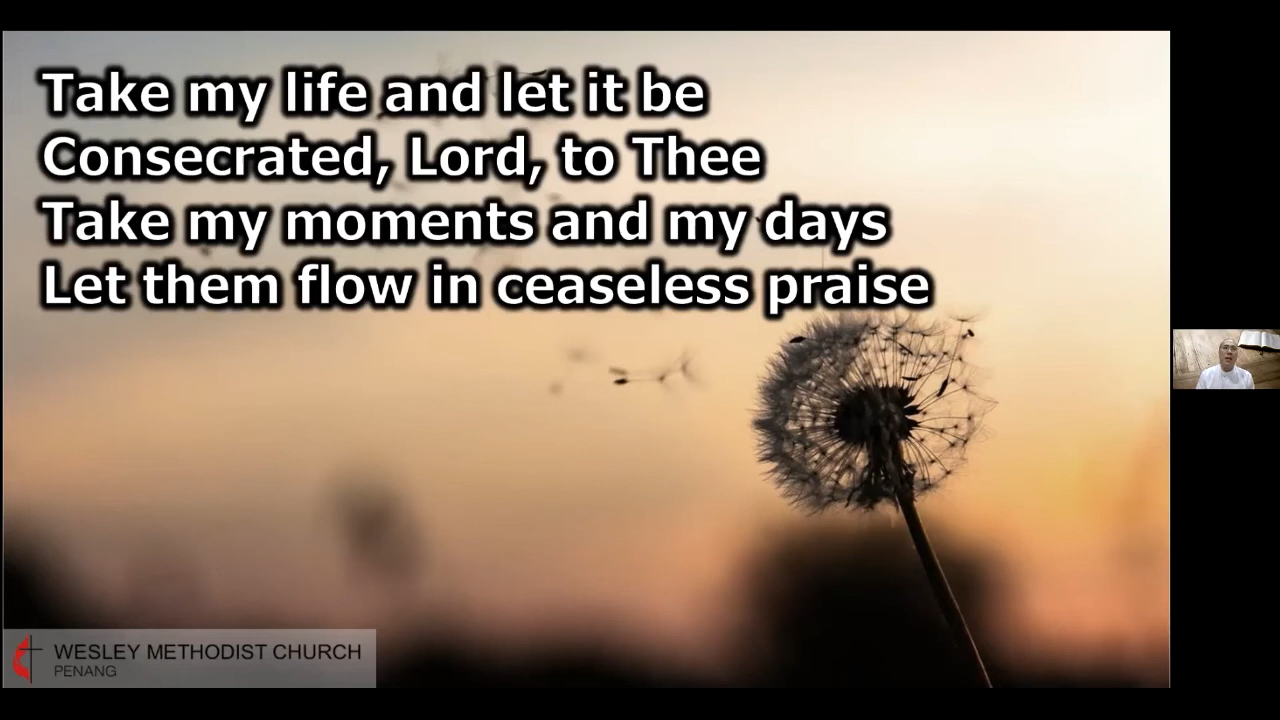 Take my life and let it be
Consecrated, Lord, to Thee
Take my moments and my days
Let them flow in ceaseless praise
WESLEY METHODIST CHURCH
PENANG